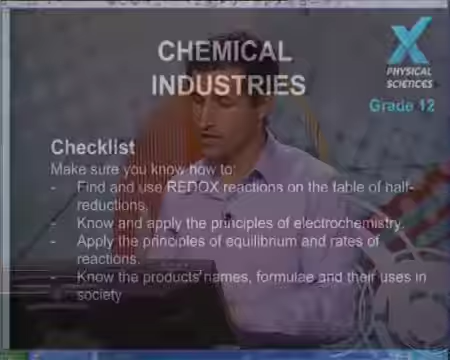 CHEMICAL
INDUSTRIES
X
PHYSICAL
SCIENCES
Grade 12
Checklist
Make sure you know how to:
- Find and use REDOX reactions on the table of half-
reductions.
- Know and apply the principles of electrochemistry.
- Apply the principles of equilibrium and rates of
reactions.
- Know the products names, formulae and their uses in
society